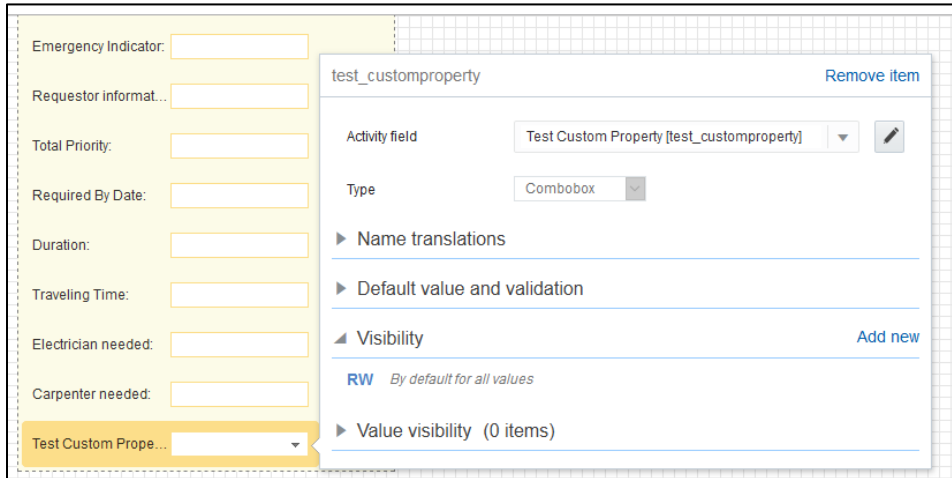 Emergency Indicator:
Requestor informat...
Total Priority:
Required By Date:
Duration:
Traveling Time:
Electrician needed:
Carpenter needed:
Test Custom Prope...
test_customproperty
Remove item
Activity field
Test Custom Property [test_customproperty]
Type
Combobox
Name translations
Default value and validation
Visibility
Add new
RW By default for all values
Value visibility (0 items)